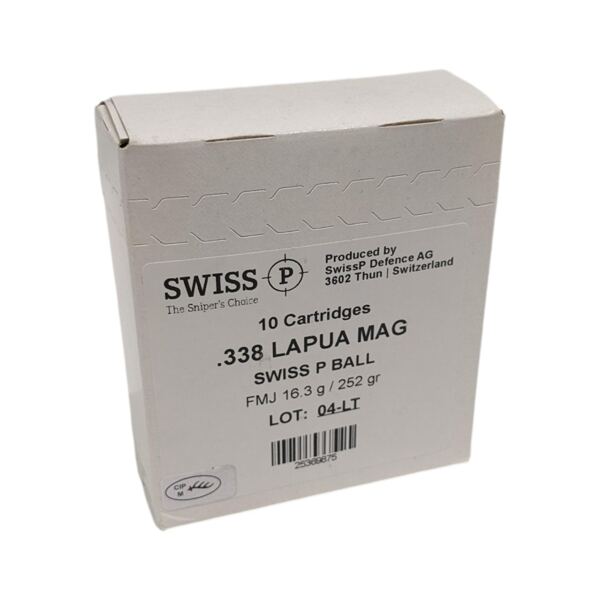 SWISS P
The Sniper's Choice
Produced by
SwissP Defence AG
3602 Thun | Switzerland
10 Cartridges
.338 LAPUA MAG
SWISS P BALL
FMJ 16.3 g / 252 gr
LOT: 04-LT
25369875
CIP
M